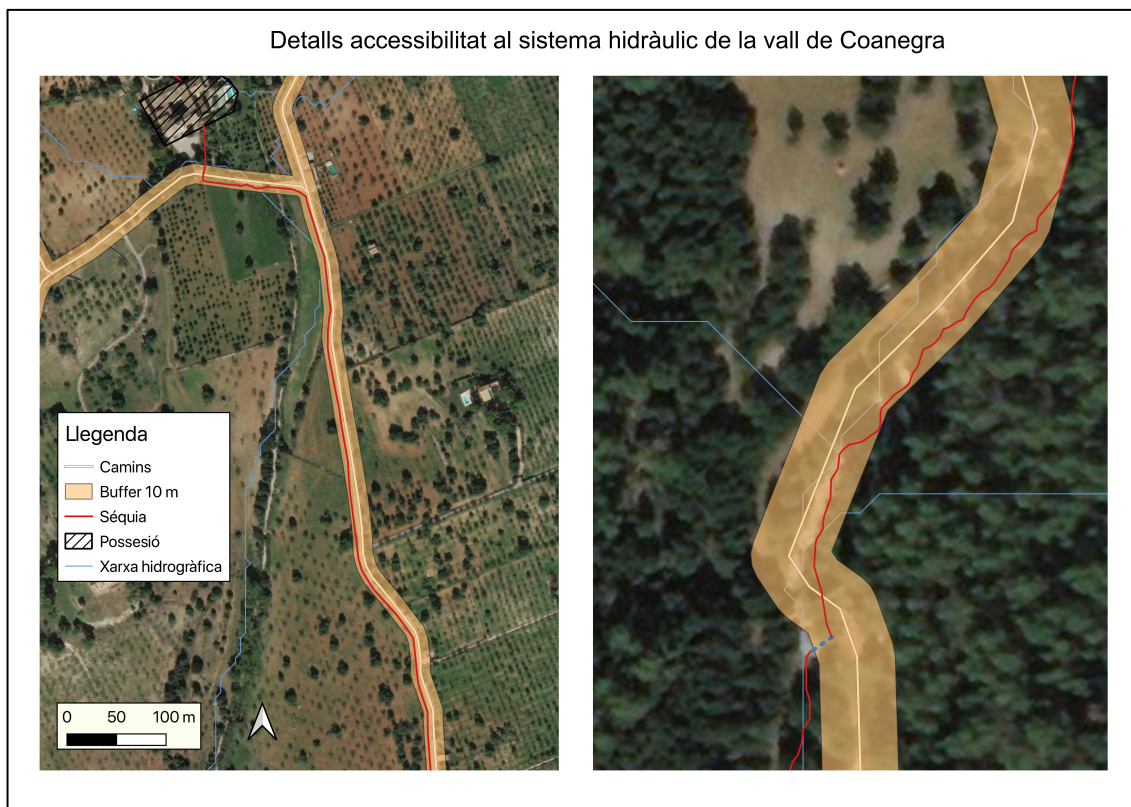 Detalls accessibilitat al sistema hidràulic de la vall de Coanegra
Llegenda
Camins
Buffer 10 m
Séquia
Possesió
Xarxa hidrogràfica
0 50 100 m